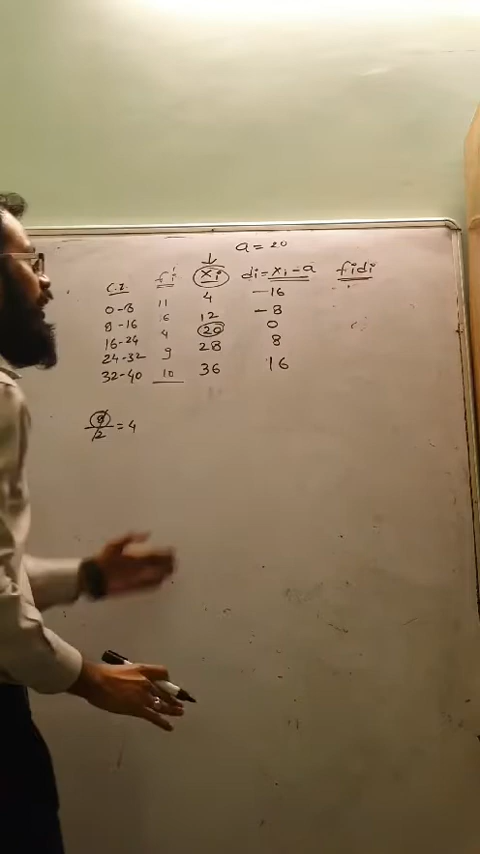 a = 20
C.I. fi xi di = xi - a fidi
0-8 11 4 -16
8-16 6 12 -8
16-24 4 20 0
24-32 9 28 8
32-40 10 36 16
8/2 = 4